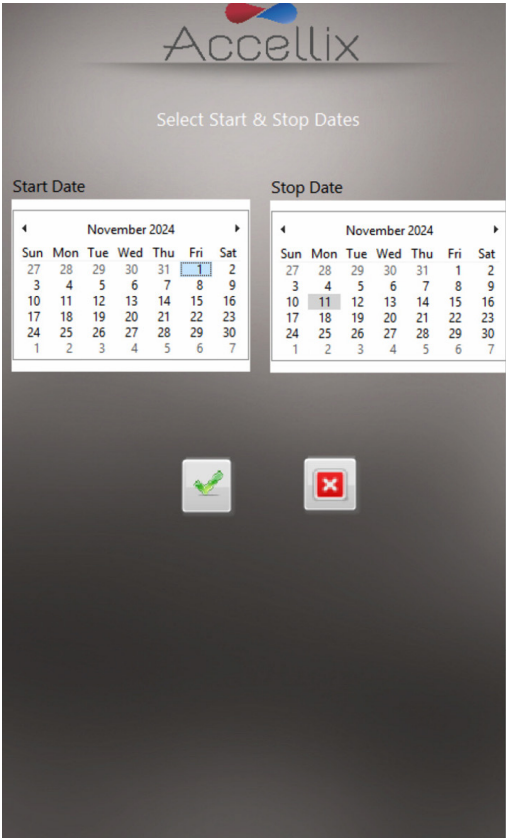 Accellix
Select Start & Stop Dates
Start Date
November 2024
Sun Mon Tue Wed Thu Fri Sat
27 28 29 30 31 1 2
3 4 5 6 7 8 9
10 11 12 13 14 15 16
17 18 19 20 21 22 23
24 25 26 27 28 29 30
1 2 3 4 5 6 7
Stop Date
November 2024
Sun Mon Tue Wed Thu Fri Sat
27 28 29 30 31 1 2
3 4 5 6 7 8 9
10 11 12 13 14 15 16
17 18 19 20 21 22 23
24 25 26 27 28 29 30
1 2 3 4 5 6 7